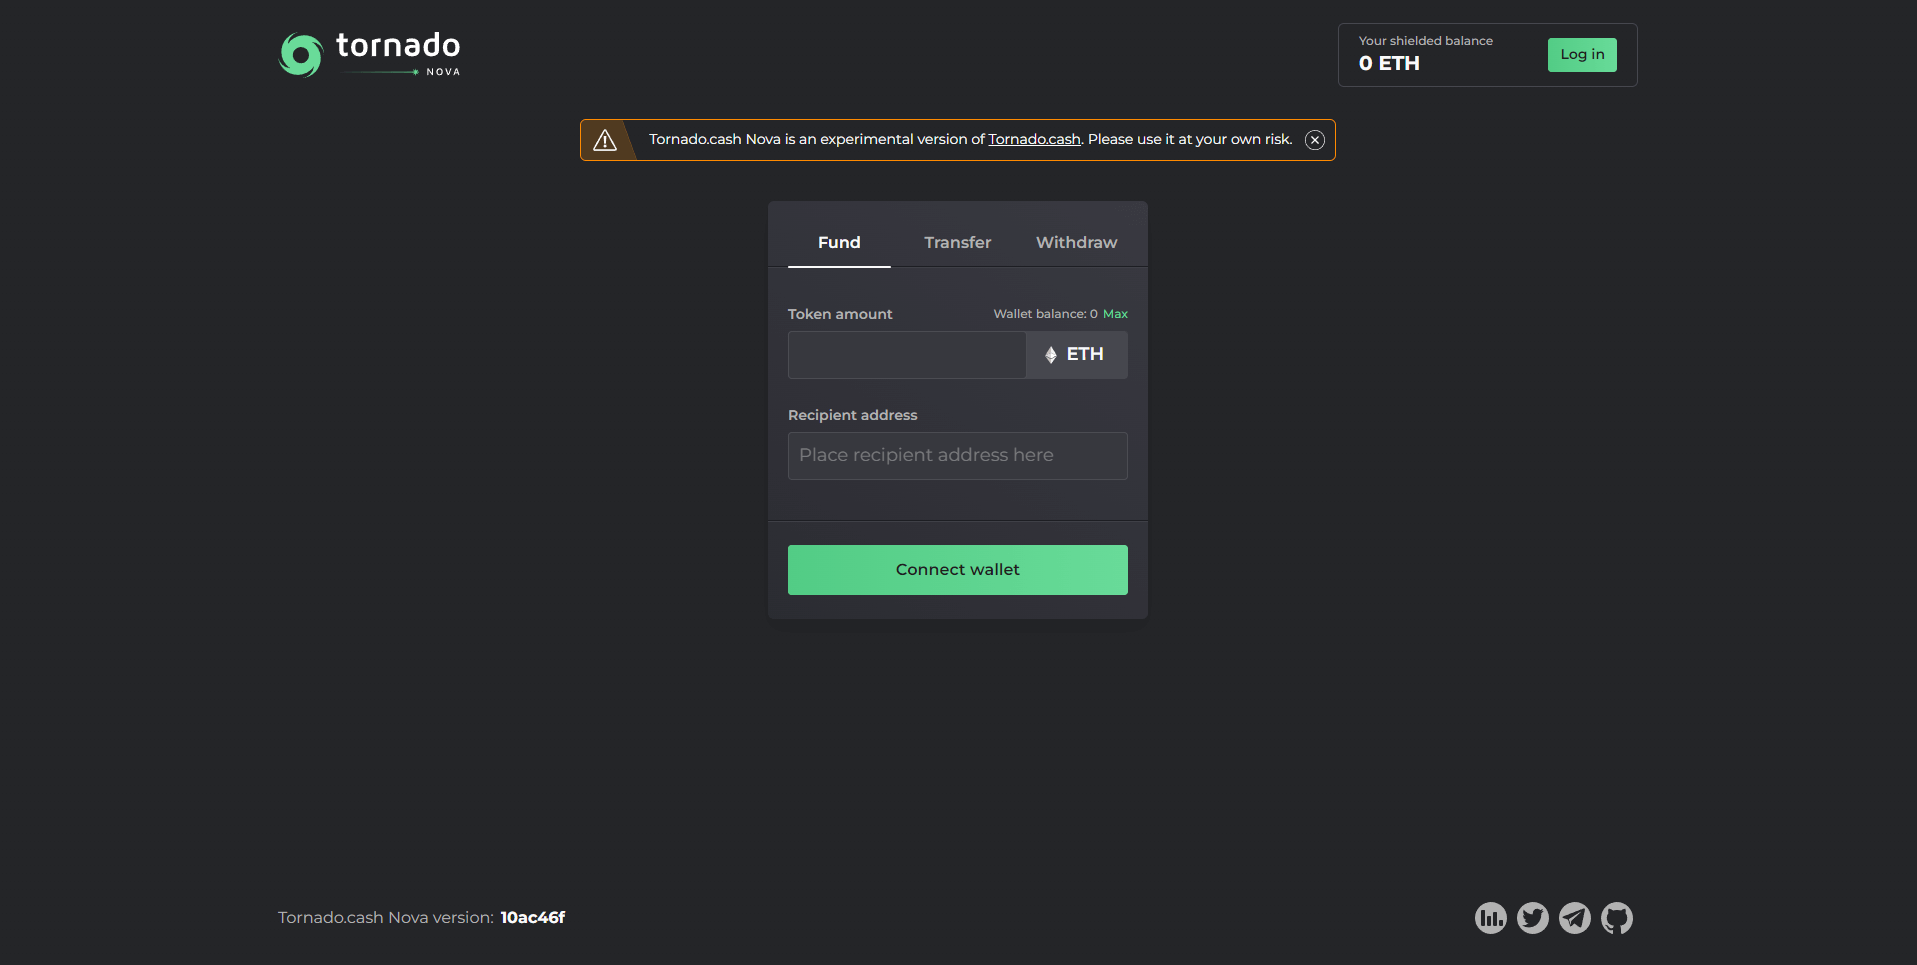 tornado
NOVA
Your shielded balance
0 ETH
Log in
Tornado.cash Nova is an experimental version of Tornado.cash. Please use it at your own risk.
Fund
Transfer
Withdraw
Token amount
Wallet balance: 0 Max
ETH
Recipient address
Place recipient address here
Connect wallet
Tornado.cash Nova version: 10ac46f